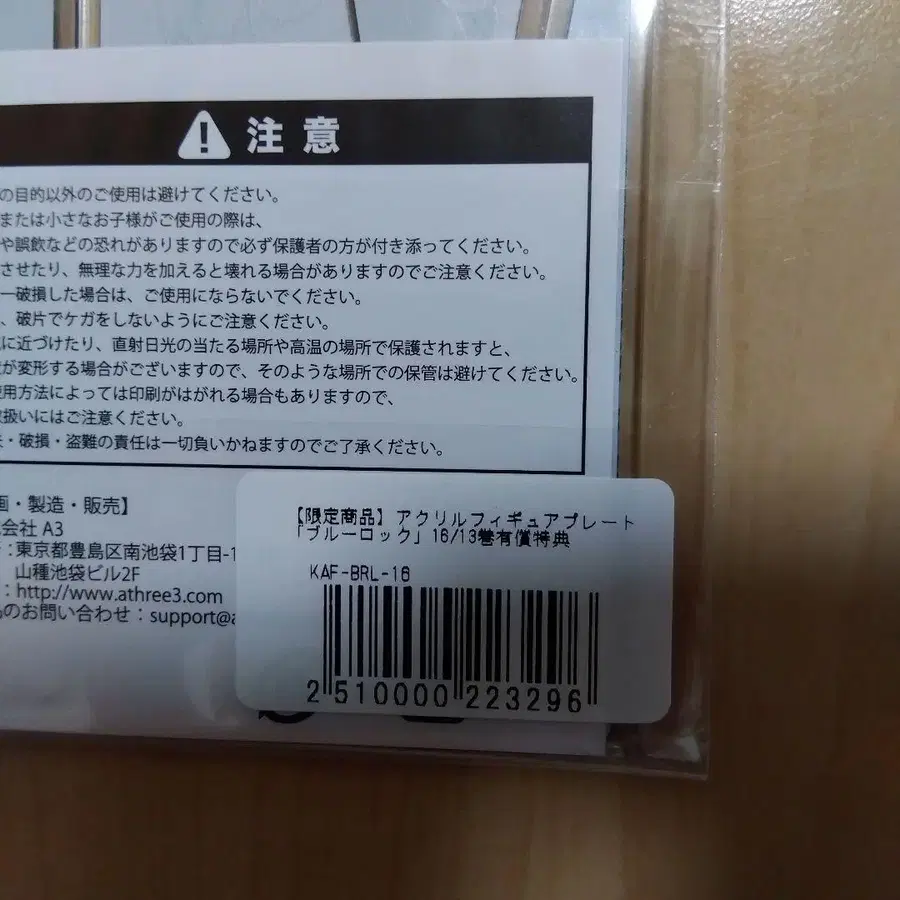 注意
の目的以外のご使用は避けてください。
または小さなお子様がご使用の際は、
や誤飲などの恐れがありますので必ず保護者の方が付き添ってください。
させたり、無理な力を加えると壊れる場合がありますのでご注意ください。
一破損した場合は、ご使用にならないでください。
、破片でケガをしないようにご注意ください。
に近づけたり、直射日光の当たる場所や高温の場所で保護されますと、
が変形する場合がございますので、そのような場所での保管は避けてください。
使用方法によっては印刷がはがれる場合もありますので、
扱いにはご注意ください。
・破損・盗難の責任は一切負いかねますのでご了承ください。
画・製造・販売】
会社 A3
：東京都豊島区南池袋1丁目-1
山種池袋ビル2F
：http://www.athree3.com
のお問い合わせ：support@a
【限定商品】アクリルフィギュアプレート
「ブルーロック」16/13巻有償特典
KAF-BRL-16
2 510000 223296